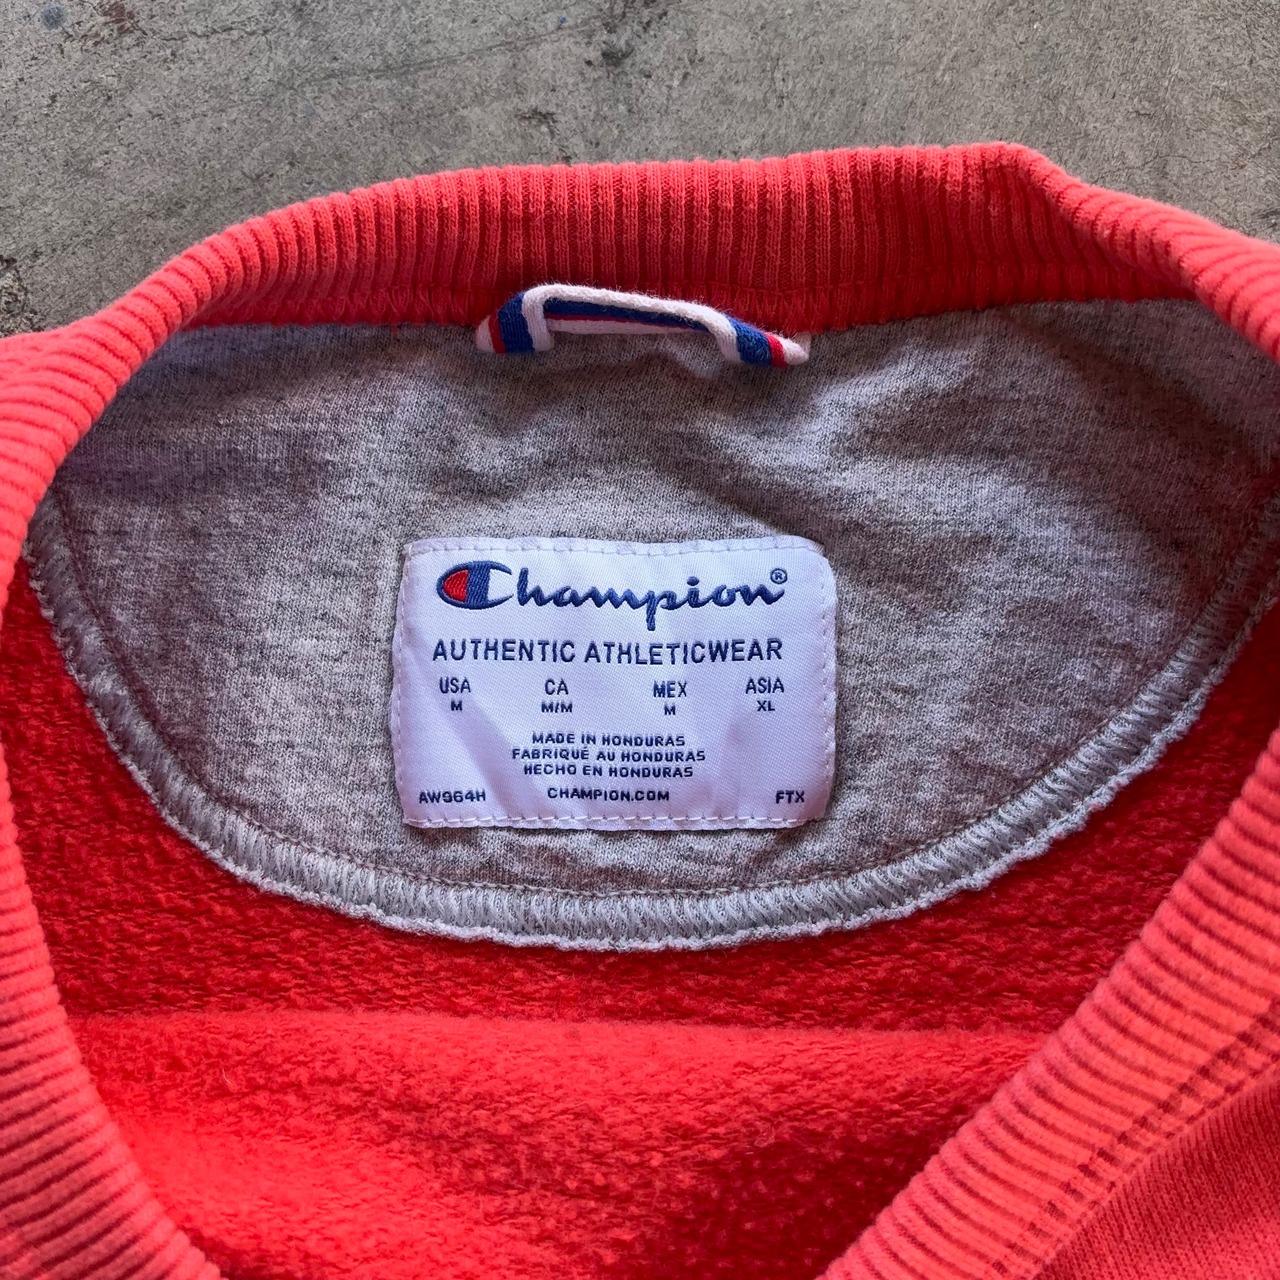 Champion®
AUTHENTIC ATHLETICWEAR
USA CA MEX ASIA
M M/M M XL
MADE IN HONDURAS
FABRIQUÉ AU HONDURAS
HECHO EN HONDURAS
AW964H CHAMPION.COM FTX